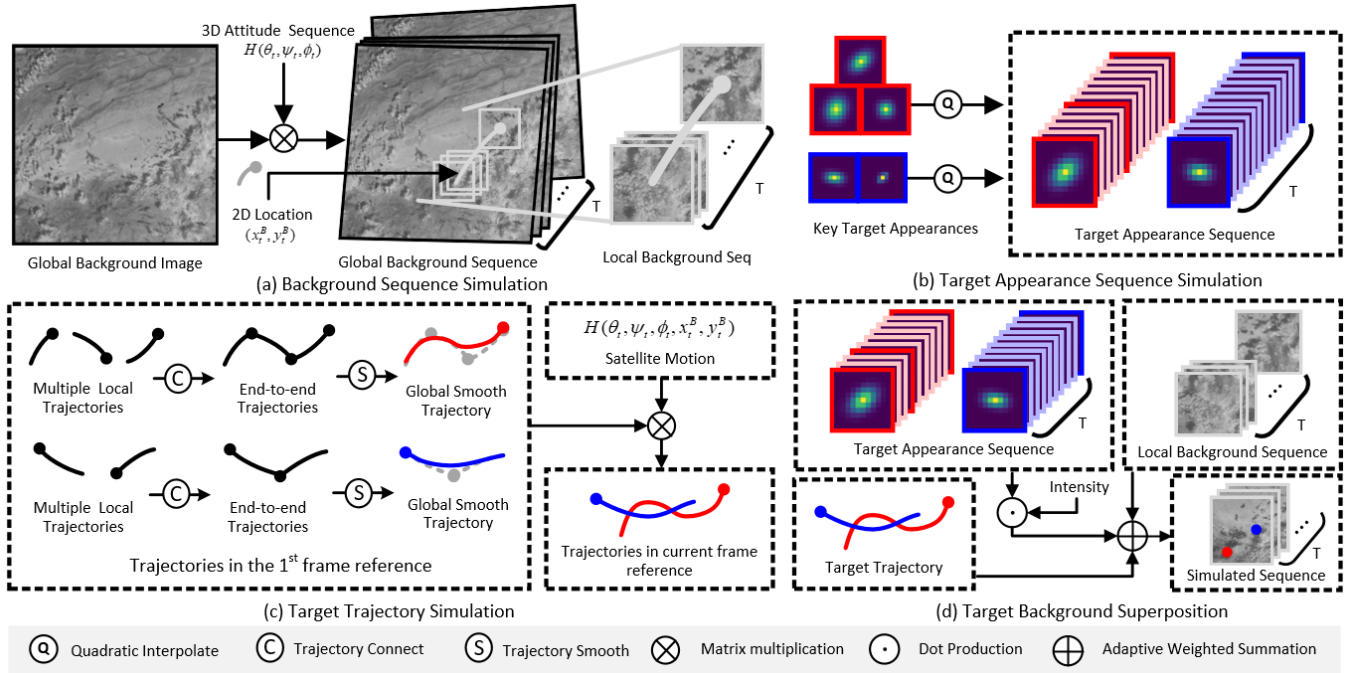 3D Attitude Sequence
H(θt, ψt, ϕt)
2D Location
(xtB, ytB)
...
T
...
T
Global Background Image
Global Background Sequence
Local Background Seq
(a) Background Sequence Simulation
Q
Q
Key Target Appearances
T
Target Appearance Sequence
(b) Target Appearance Sequence Simulation
Multiple Local
Trajectories
C
End-to-end
Trajectories
S
Global Smooth
Trajectory
Multiple Local
Trajectories
C
End-to-end
Trajectories
S
Global Smooth
Trajectory
Trajectories in the 1st frame reference
H(θt, ψt, ϕt, xtB, ytB)
Satellite Motion
Trajectories in current frame
reference
(c) Target Trajectory Simulation
T
Target Appearance Sequence
...
T
Local Background Sequence
Intensity
Target Trajectory
...
T
Simulated Sequence
(d) Target Background Superposition
Q Quadratic Interpolate
C Trajectory Connect
S Trajectory Smooth
Matrix multiplication
Dot Production
Adaptive Weighted Summation